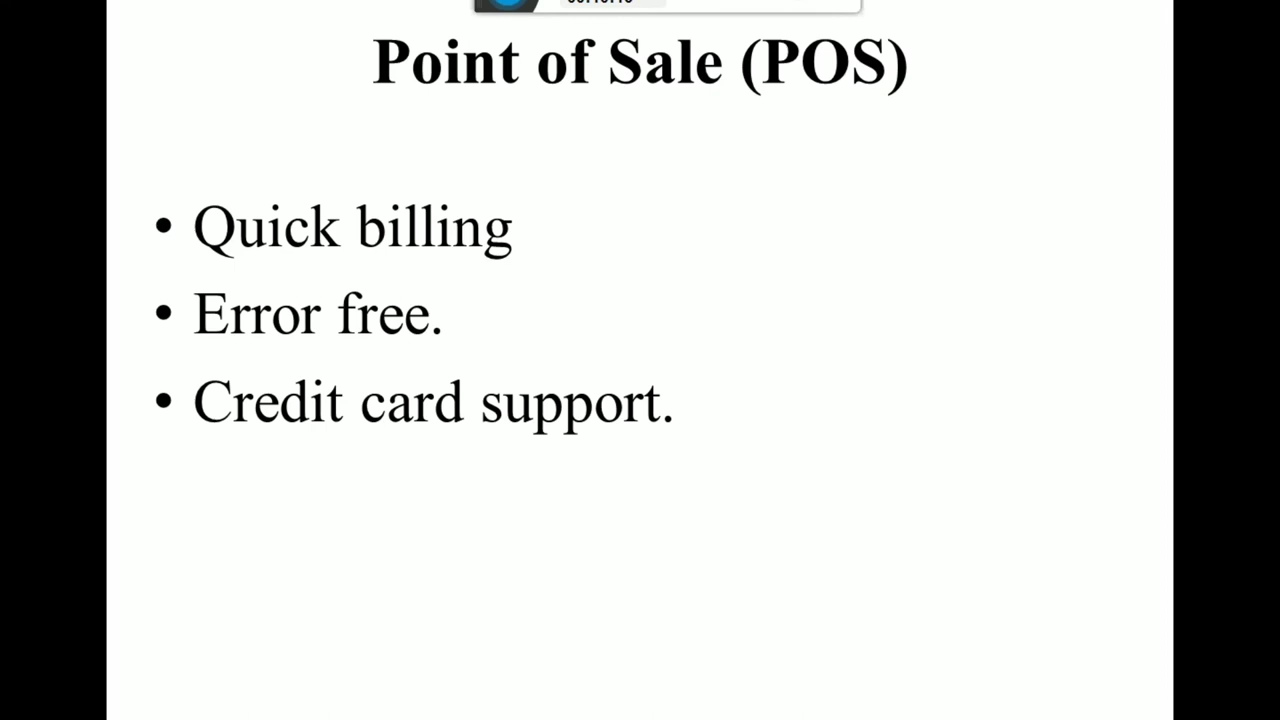 Point of Sale (POS)
• Quick billing
• Error free.
• Credit card support.